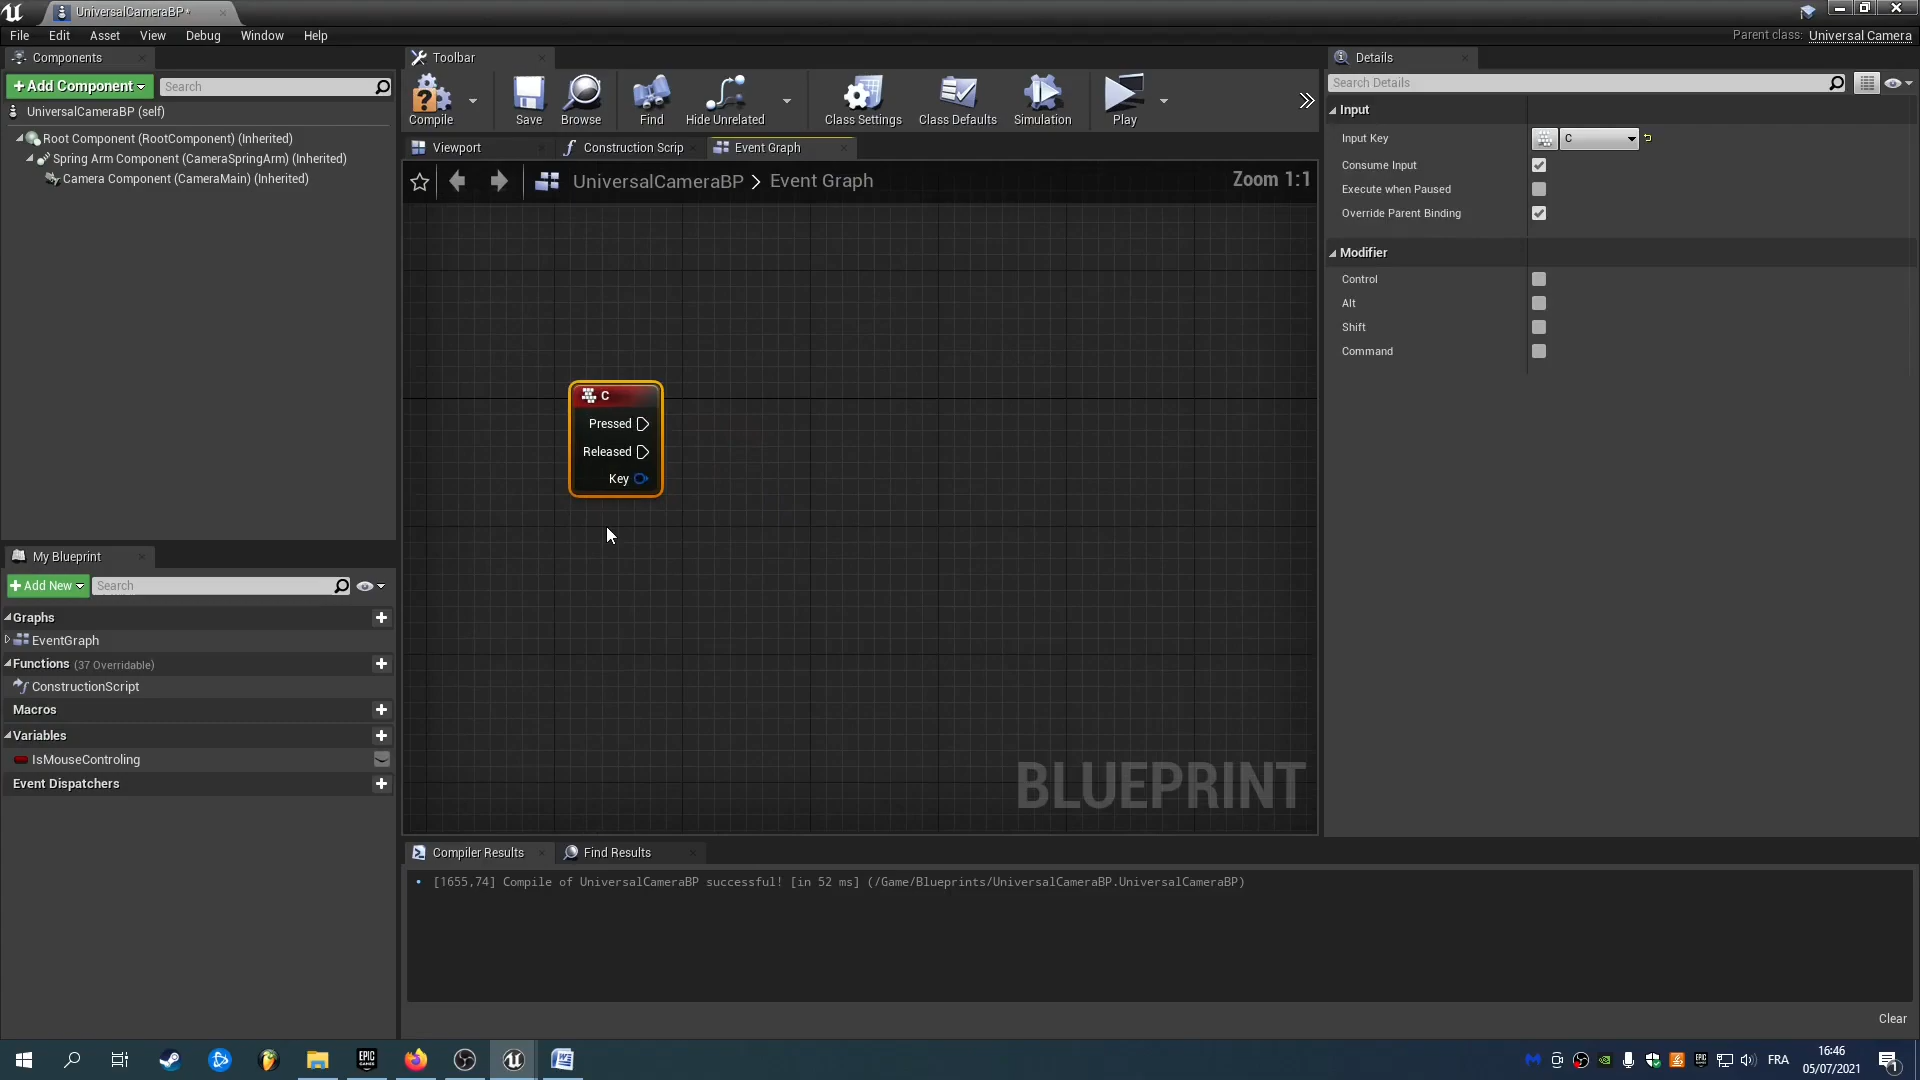 UniversalCameraBP*
File Edit Asset View Debug Window Help
Parent class: Universal Camera
Components
Toolbar
Details
+Add Component
Search
Search Details
UniversalCameraBP (self)
Root Component (RootComponent) (Inherited)
Spring Arm Component (CameraSpringArm) (Inherited)
Camera Component (CameraMain) (Inherited)
Compile
Save
Browse
Find
Hide Unrelated
Class Settings
Class Defaults
Simulation
Play
Viewport
Construction Scrip
Event Graph
UniversalCameraBP > Event Graph
Zoom 1:1
C
Pressed
Released
Key
BLUEPRINT
Input
Input Key
C
Consume Input
Execute when Paused
Override Parent Binding
Modifier
Control
Alt
Shift
Command
My Blueprint
+Add New
Search
Graphs
EventGraph
Functions (37 Overridable)
ConstructionScript
Macros
Variables
IsMouseControling
Event Dispatchers
Compiler Results
Find Results
[1655,74] Compile of UniversalCameraBP successful! [in 52 ms] (/Game/Blueprints/UniversalCameraBP.UniversalCameraBP)
Clear
EPIC GAMES
FRA
16:46
05/07/2021
1